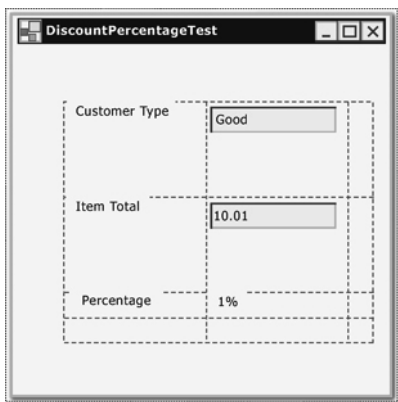 DiscountPercentageTest
Customer Type
Good
Item Total
10.01
Percentage
1%